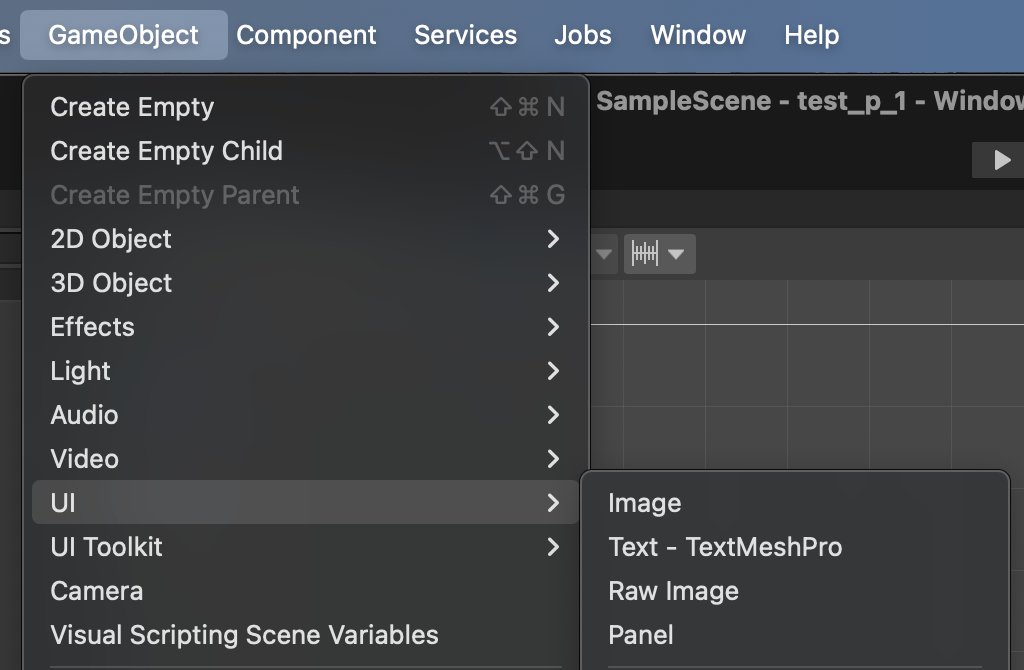 s GameObject Component Services Jobs Window Help
SampleScene - test_p_1 - Window
Create Empty ⇧⌘N
Create Empty Child ⌥⇧N
Create Empty Parent ⇧⌘G
2D Object
3D Object
Effects
Light
Audio
Video
UI
UI Toolkit
Camera
Visual Scripting Scene Variables
Image
Text - TextMeshPro
Raw Image
Panel